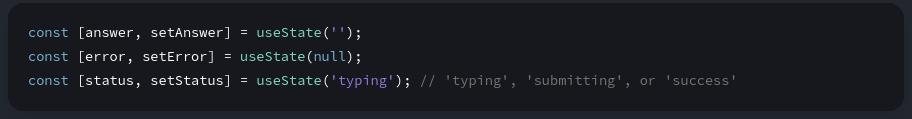 const [answer, setAnswer] = useState('');
const [error, setError] = useState(null);
const [status, setStatus] = useState('typing'); // 'typing', 'submitting', or 'success'